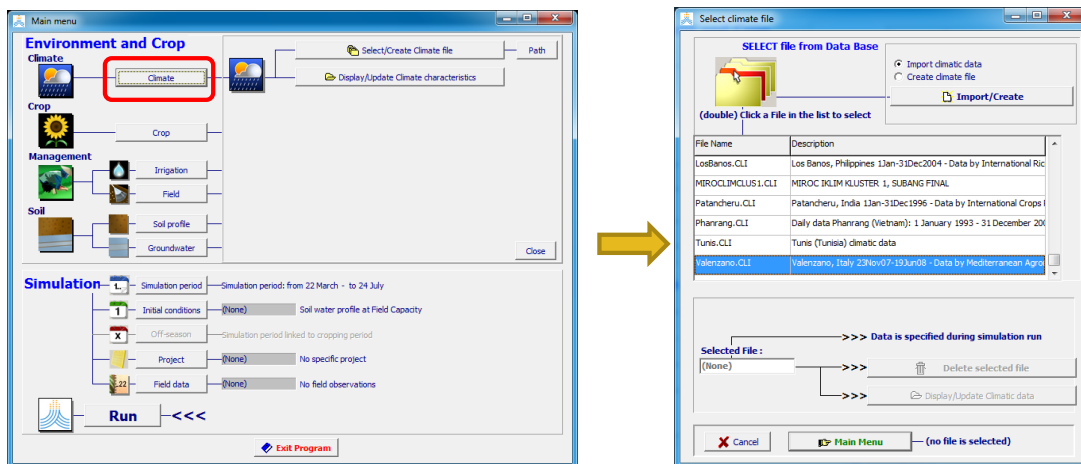 Main menu
Environment and Crop
Climate
Climate
Select/Create Climate file
Path
Display/Update Climate characteristics
Crop
Crop
Management
Irrigation
Field
Soil
Soil profile
Groundwater
Close
Simulation
1..
Simulation period
Simulation period: from 22 March - to 24 July
1
Initial conditions
(None)
Soil water profile at Field Capacity
X
Off-season
Simulation period linked to cropping period
Project
(None)
No specific project
.22
Field data
(None)
No field observations
Run
<<<
Exit Program
Select climate file
SELECT file from Data Base
Import climatic data
Create climate file
Import/Create
(double) Click a File in the list to select
File Name Description
LosBanos.CLI Los Banos, Philippines 1Jan-31Dec2004 - Data by International Ric
MIROCLIMCLUS1.CLI MIROC IKLIM KLUSTER 1, SUBANG FINAL
Patancheru.CLI Patancheru, India 1Jan-31Dec1996 - Data by International Crops
Phanrang.CLI Daily data Phanrang (Vietnam): 1 January 1993 - 31 December 200
Tunis.CLI Tunis (Tunisia) climatic data
Valenzano.CLI Valenzano, Italy 23Nov07-19Jun08 - Data by Mediterranean Agro
>>> Data is specified during simulation run
Selected File :
(None)
>>>
Delete selected file
>>>
Display/Update Climatic data
Cancel
Main Menu
(no file is selected)